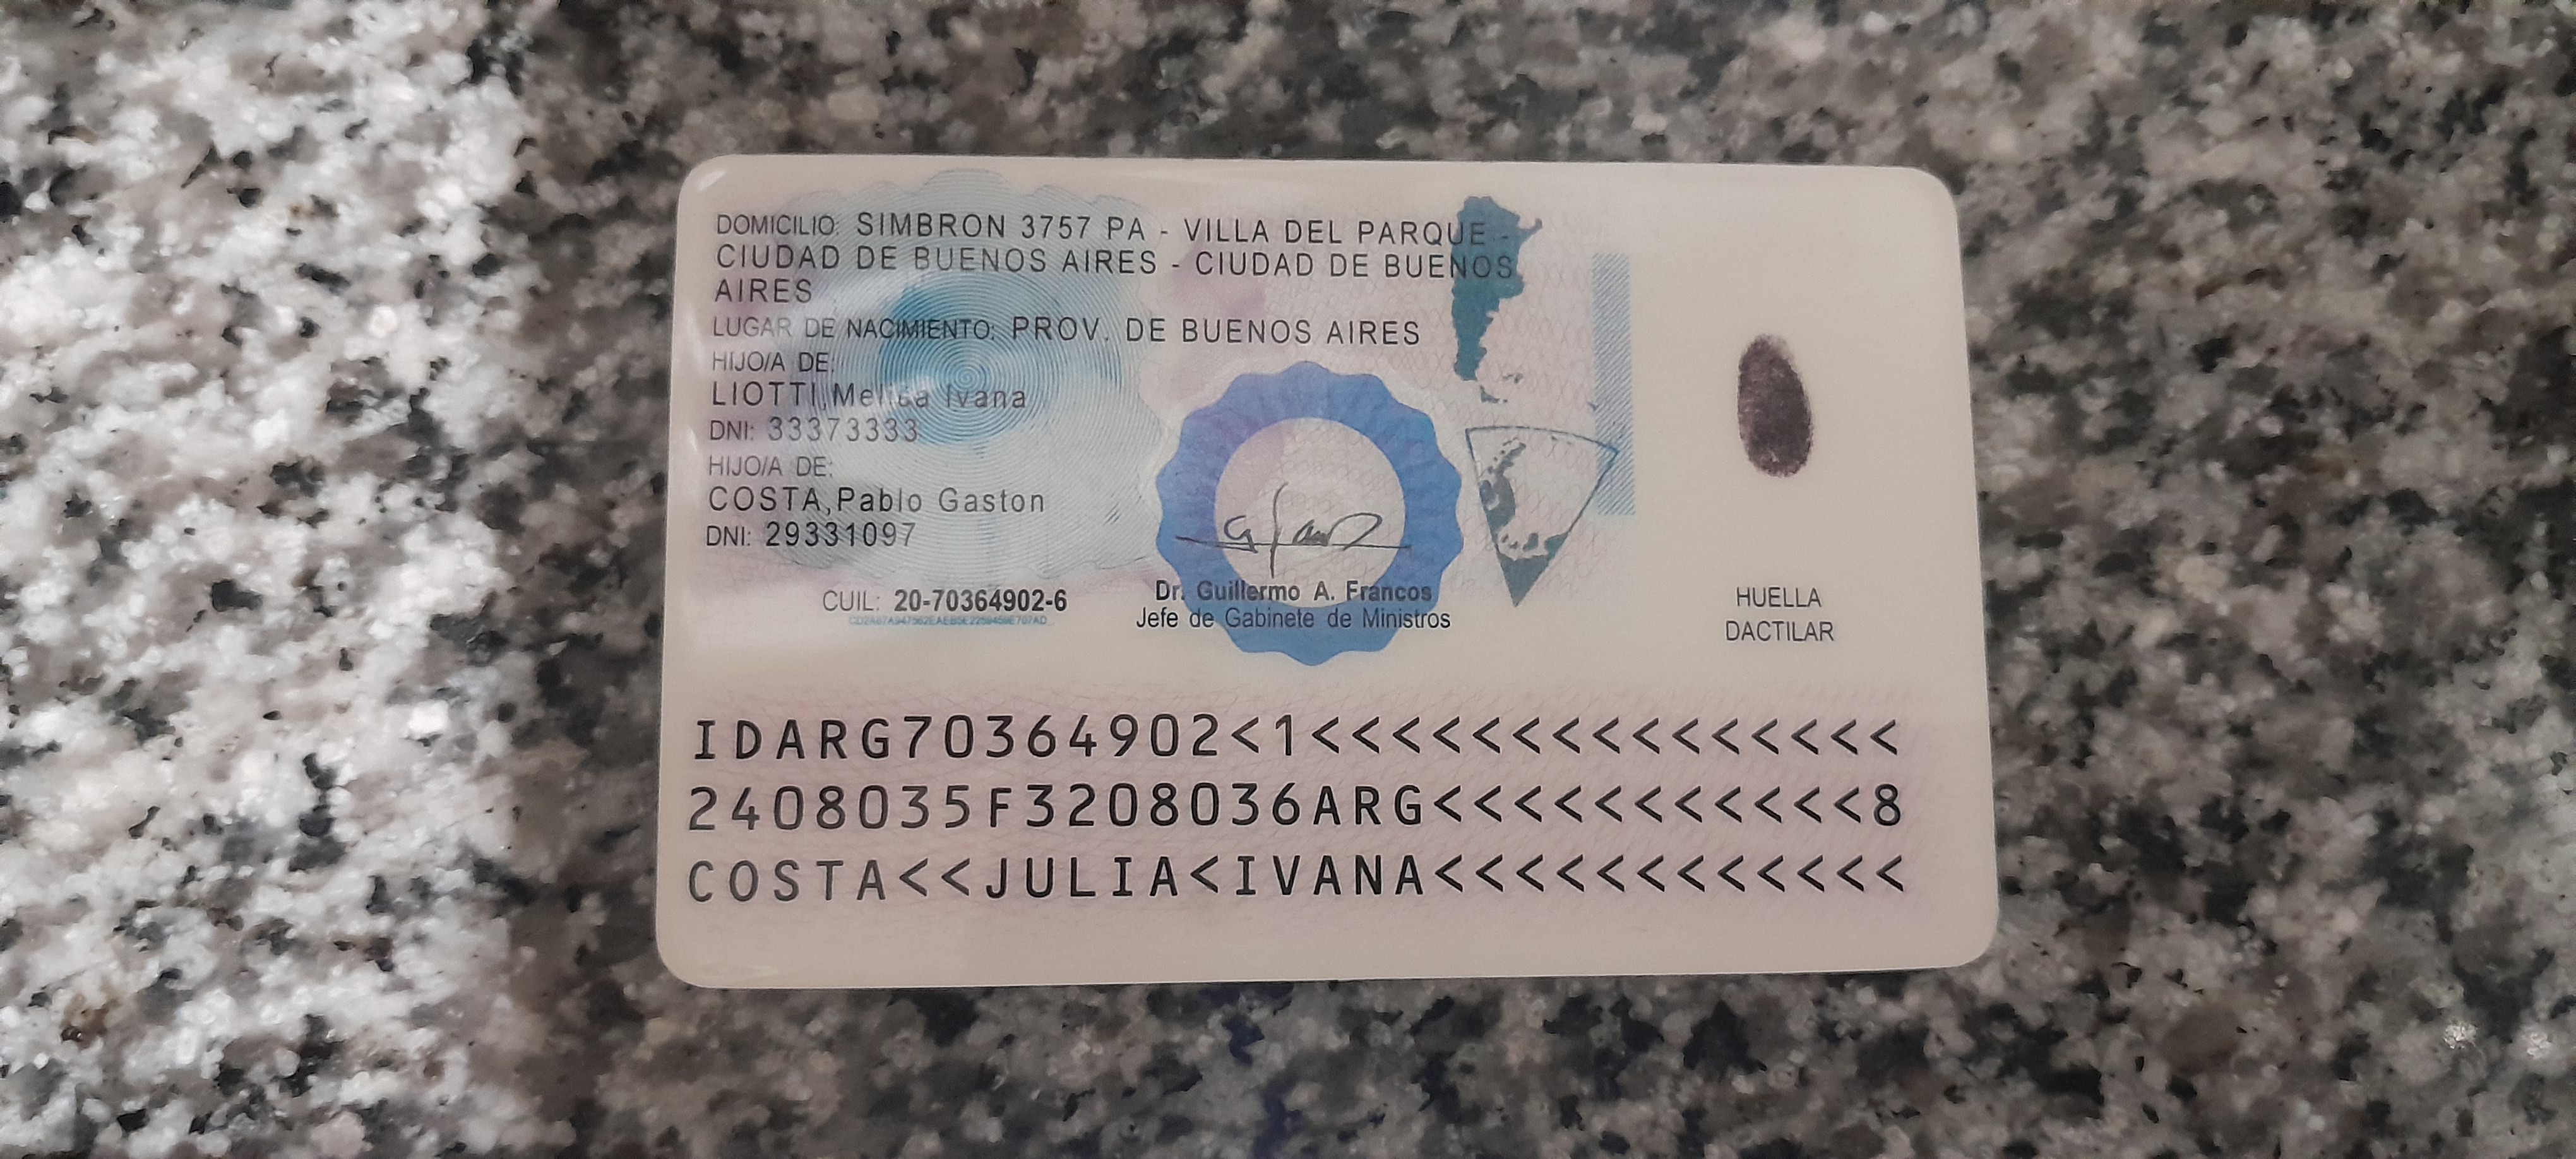 DOMICILIO: SIMBRON 3757 PA - VILLA DEL PARQUE -
CIUDAD DE BUENOS AIRES - CIUDAD DE BUENOS
AIRES
LUGAR DE NACIMIENTO: PROV. DE BUENOS AIRES
HIJO/A DE:
LIOTTI,Melisa Ivana
DNI: 33373333
HIJO/A DE:
COSTA,Pablo Gaston
DNI: 29331097
CUIL: 20-70364902-6
Dr. Guillermo A. Francos
Jefe de Gabinete de Ministros
HUELLA
DACTILAR
IDARG70364902<1<<<<<<<<<<<<<<<
2408035F3208036ARG<<<<<<<<<<<8
COSTA<<JULIA<IVANA<<<<<<<<<<<<